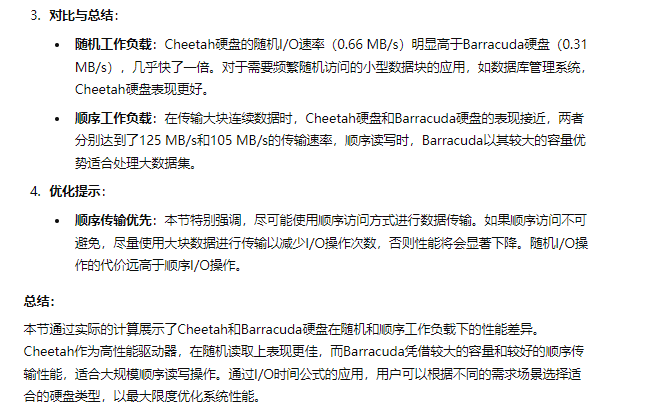 3. 对比与总结：
• 随机工作负载：Cheetah硬盘的随机I/O速率（0.66 MB/s）明显高于Barracuda硬盘（0.31
MB/s），几乎快了一倍。对于需要频繁随机访问的小型数据块的应用，如数据库管理系统，
Cheetah硬盘表现更好。
• 顺序工作负载：在传输大块连续数据时，Cheetah硬盘和Barracuda硬盘的表现接近，两者
分别达到了125 MB/s和105 MB/s的传输速率，顺序读写时，Barracuda以其较大的容量优
势适合处理大数据集。
4. 优化提示：
• 顺序传输优先：本节特别强调，尽可能使用顺序访问方式进行数据传输。如果顺序访问不可
避免，尽量使用大块数据进行传输以减少I/O操作次数，否则性能将会显著下降。随机I/O操
作的代价远高于顺序I/O操作。
总结：
本节通过实际的计算展示了Cheetah和Barracuda硬盘在随机和顺序工作负载下的性能差异。
Cheetah作为高性能驱动器，在随机读取上表现更佳，而Barracuda凭借较大的容量和较好的顺序传
输性能，适合大规模顺序读写操作。通过I/O时间公式的应用，用户可以根据不同的需求场景选择适
合的硬盘类型，以最大限度优化系统性能。